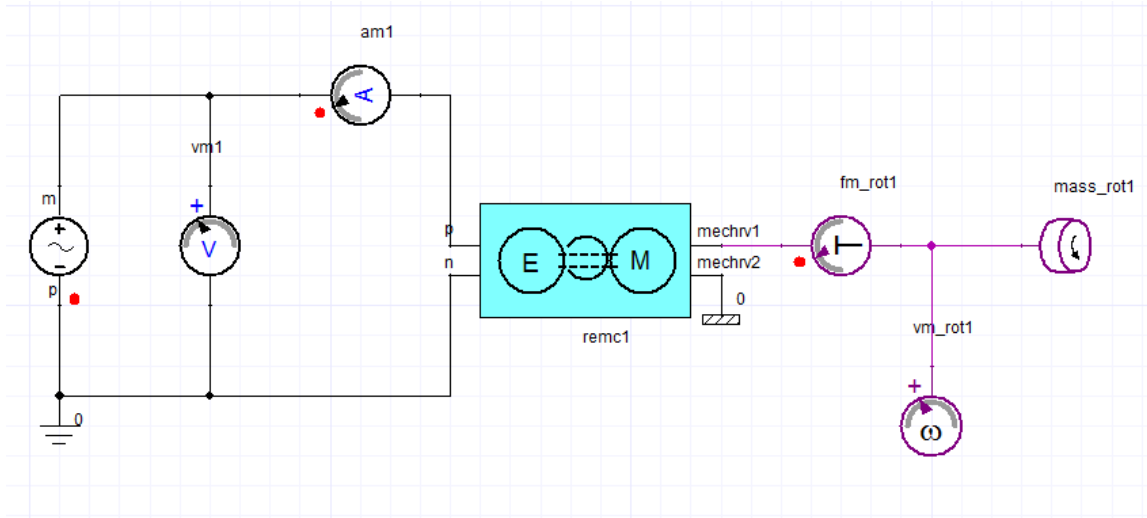 am1
A
vm1
m
+
V
+
−
p
0
p
n
E
M
mechrv1
mechrv2
0
remc1
fm_rot1
T
mass_rot1
vm_rot1
+
ω